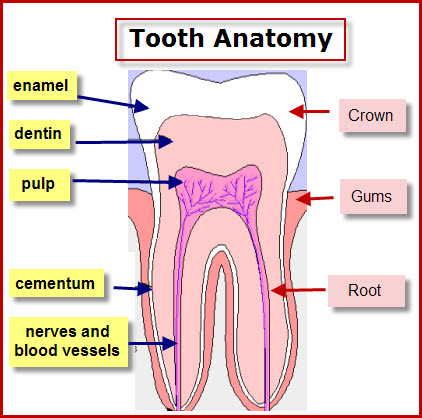 Tooth Anatomy
enamel
dentin
pulp
cementum
nerves and
blood vessels
Crown
Gums
Root